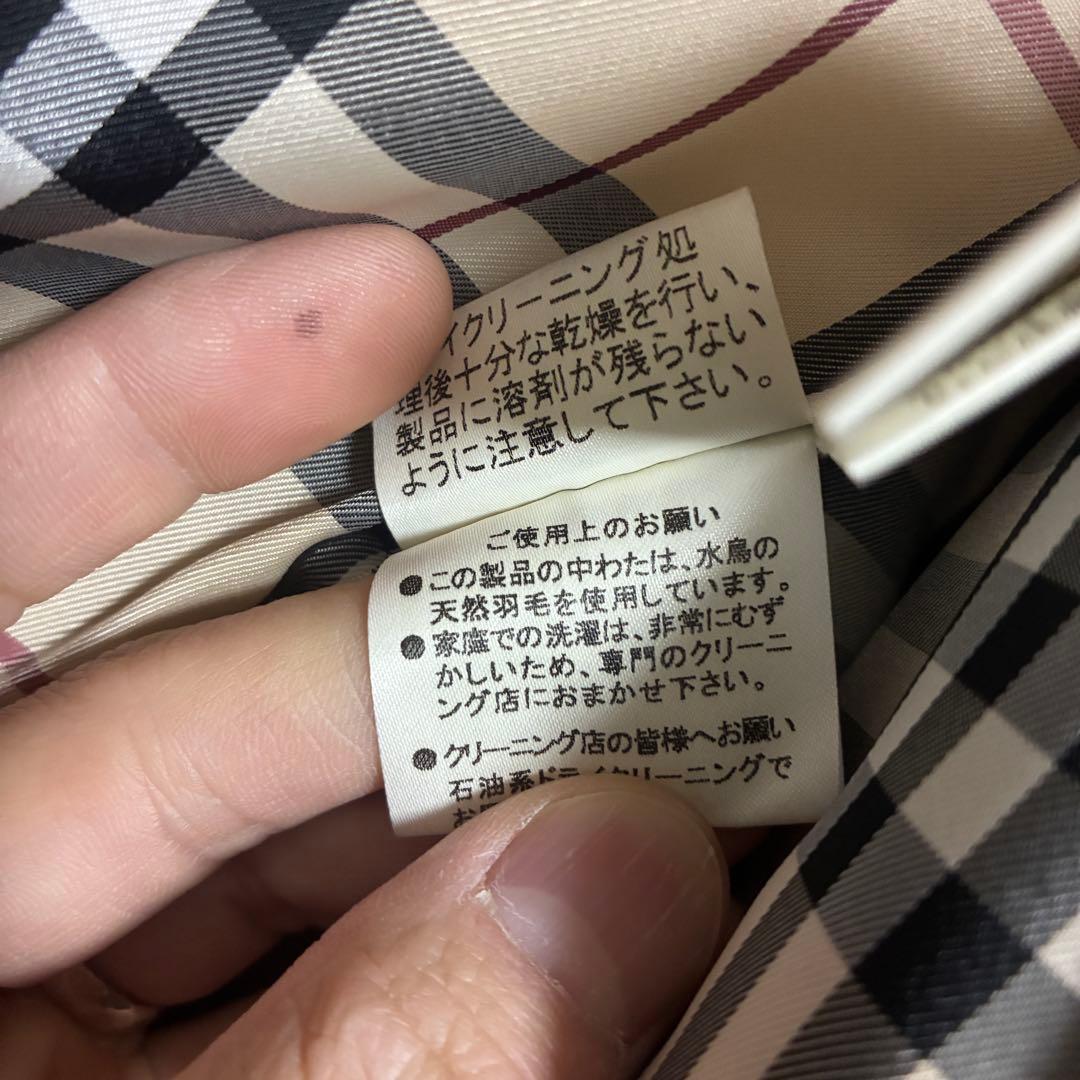 イクリーニング処
理後十分な乾燥を行い、
製品に溶剤が残らない
ように注意して下さい。
ご使用上のお願い
●この製品の中わたは、水鳥の
天然羽毛を使用しています。
●家庭での洗濯は、非常にむず
かしいため、専門のクリーニ
ング店におまかせ下さい。
●クリーニング店の皆様へお願い
石油系ドライクリーニングで
お